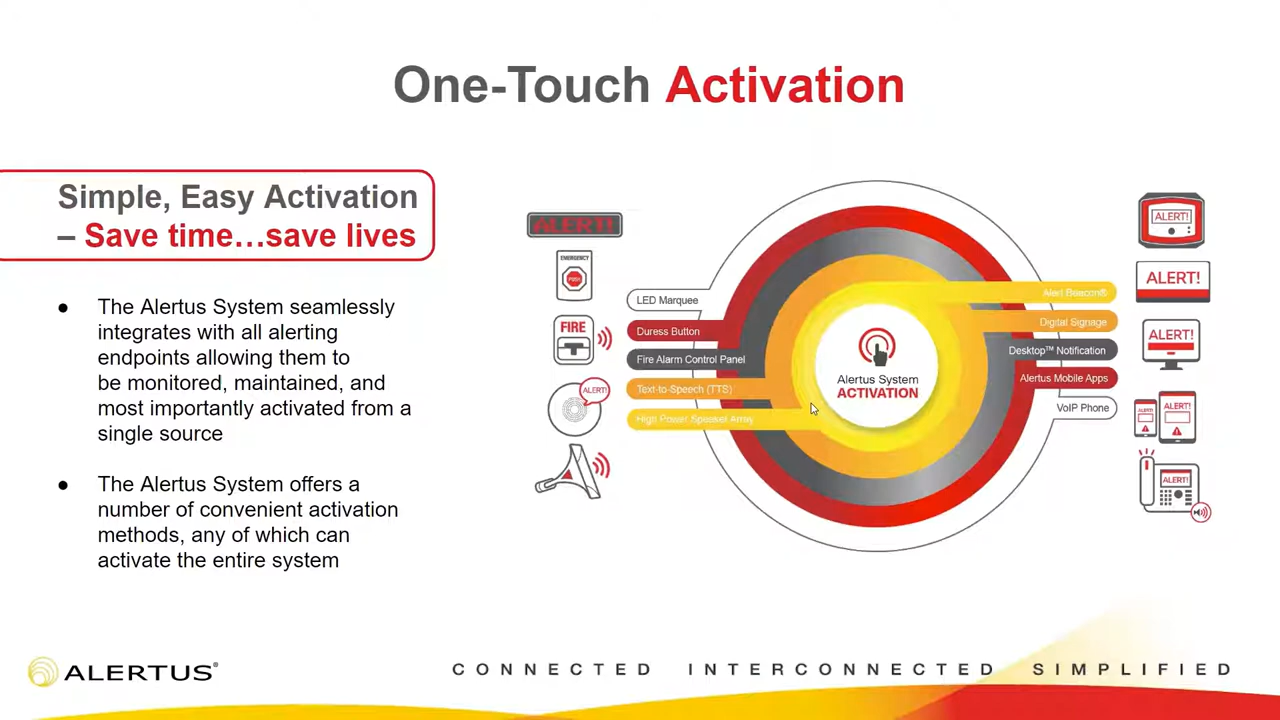 One-Touch Activation
Simple, Easy Activation
– Save time…save lives
● The Alertus System seamlessly
integrates with all alerting
endpoints allowing them to
be monitored, maintained, and
most importantly activated from a
single source
● The Alertus System offers a
number of convenient activation
methods, any of which can
activate the entire system
ALERT!
EMERGENCY
PUSH
FIRE
ALERT!
LED Marquee
Duress Button
Fire Alarm Control Panel
Text-to-Speech (TTS)
High Power Speaker Array
Alertus System
ACTIVATION
Alert Beacon®
Digital Signage
Desktop™ Notification
Alertus Mobile Apps
VoIP Phone
ALERT!
ALERT!
ALERT!
ALERT!
ALERT!
ALERT!
ALERTUS®
CONNECTED INTERCONNECTED SIMPLIFIED